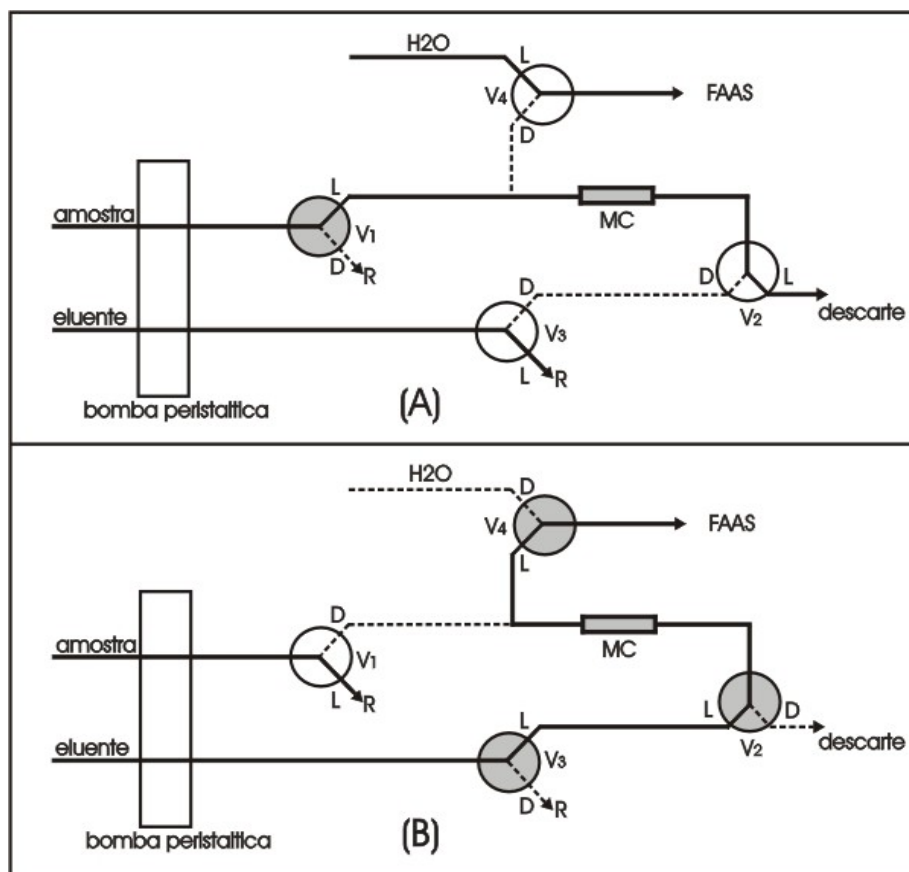 H2O
L
V4
FAAS
D
L
amostra
V1
MC
D
R
D
L
D
V2
descarte
eluente
V3
L
R
bomba peristaltica
(A)
H2O
D
V4
FAAS
L
D
amostra
V1
MC
L
R
L
D
L
V2
descarte
eluente
V3
D
R
bomba peristaltica
(B)